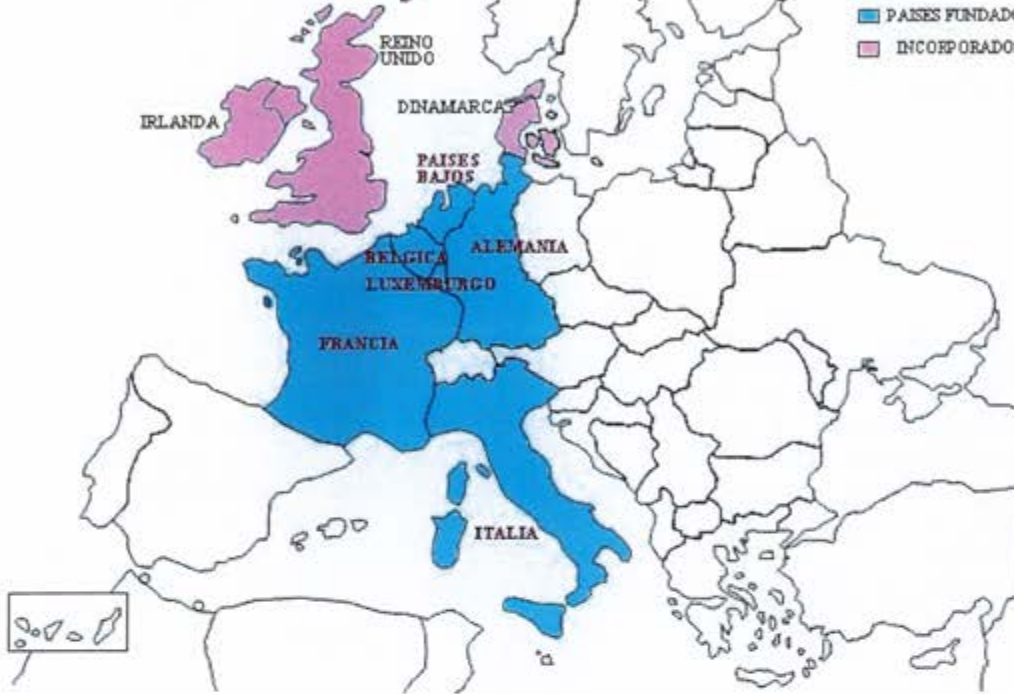 PAISES FUNDADO
INCORPORADO
REINO
UNIDO
IRLANDA
DINAMARCA
PAISES
BAJOS
ALEMANIA
BELGICA
LUXEMBURGO
FRANCIA
ITALIA